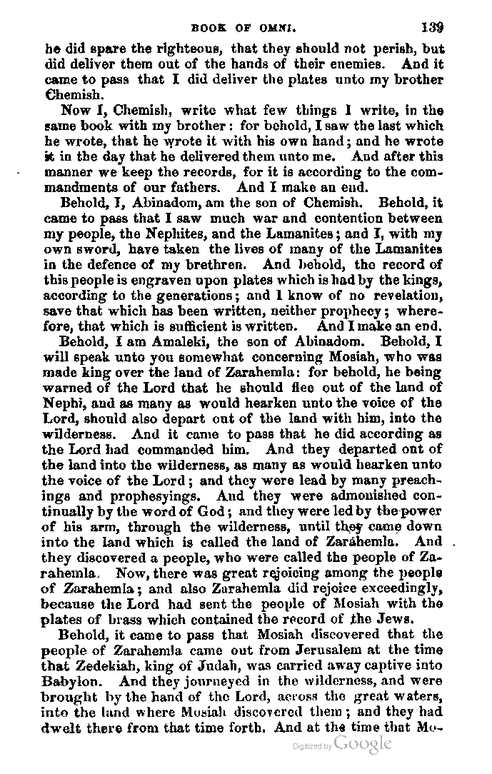 BOOK OF OMNI. 139
he did spare the righteous, that they should not perish, but
did deliver them out of the hands of their enemies. And it
came to pass that I did deliver the plates unto my brother
Chemish.
Now I, Chemish, write what few things I write, in the
same book with my brother: for behold, I saw the last which
he wrote, that he wrote it with his own hand; and he wrote
it in the day that he delivered them unto me. And after this
manner we keep the records, for it is according to the com-
mandments of our fathers. And I make an end.
Behold, I, Abinadom, am the son of Chemish. Behold, it
came to pass that I saw much war and contention between
my people, the Nephites, and the Lamanites; and I, with my
own sword, have taken the lives of many of the Lamanites
in the defence of my brethren. And behold, the record of
this people is engraven upon plates which is had by the kings,
according to the generations; and I know of no revelation,
save that which has been written, neither prophecy; where-
fore, that which is sufficient is written. And I make an end.
Behold, I am Amaleki, the son of Abinadom. Behold, I
will speak unto you somewhat concerning Mosiah, who was
made king over the land of Zarahemla: for behold, he being
warned of the Lord that he should flee out of the land of
Nephi, and as many as would hearken unto the voice of the
Lord, should also depart out of the land with him, into the
wilderness. And it came to pass that he did according as
the Lord had commanded him. And they departed out of
the land into the wilderness, as many as would hearken unto
the voice of the Lord; and they were lead by many preach-
ings and prophesyings. And they were admonished con-
tinually by the word of God; and they were led by the power
of his arm, through the wilderness, until they came down
into the land which is called the land of Zarahemla. And
they discovered a people, who were called the people of Za-
rahemla. Now, there was great rejoicing among the people
of Zarahemla; and also Zarahemla did rejoice exceedingly,
because the Lord had sent the people of Mosiah with the
plates of brass which contained the record of the Jews.
Behold, it came to pass that Mosiah discovered that the
people of Zarahemla came out from Jerusalem at the time
that Zedekiah, king of Judah, was carried away captive into
Babylon. And they journeyed in the wilderness, and were
brought by the hand of the Lord, across the great waters,
into the land where Mosiah discovered them; and they had
dwelt there from that time forth. And at the time that Mo-
Digitized by Google